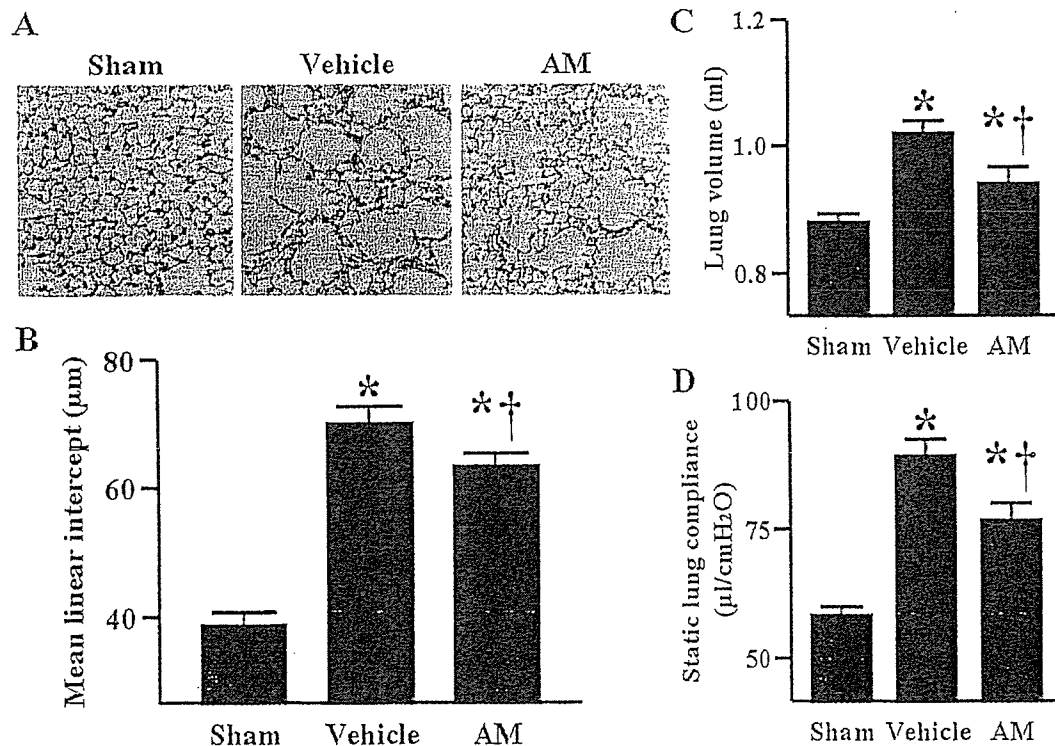 A
Sham Vehicle AM
B
Mean linear intercept (µm)
80
60
40
* *†
Sham Vehicle AM
C
Lung volume (ml)
1.2
1.0
0.8
* *†
Sham Vehicle AM
D
Static lung compliance
(µl/cmH₂O)
100
75
50
* *†
Sham Vehicle AM